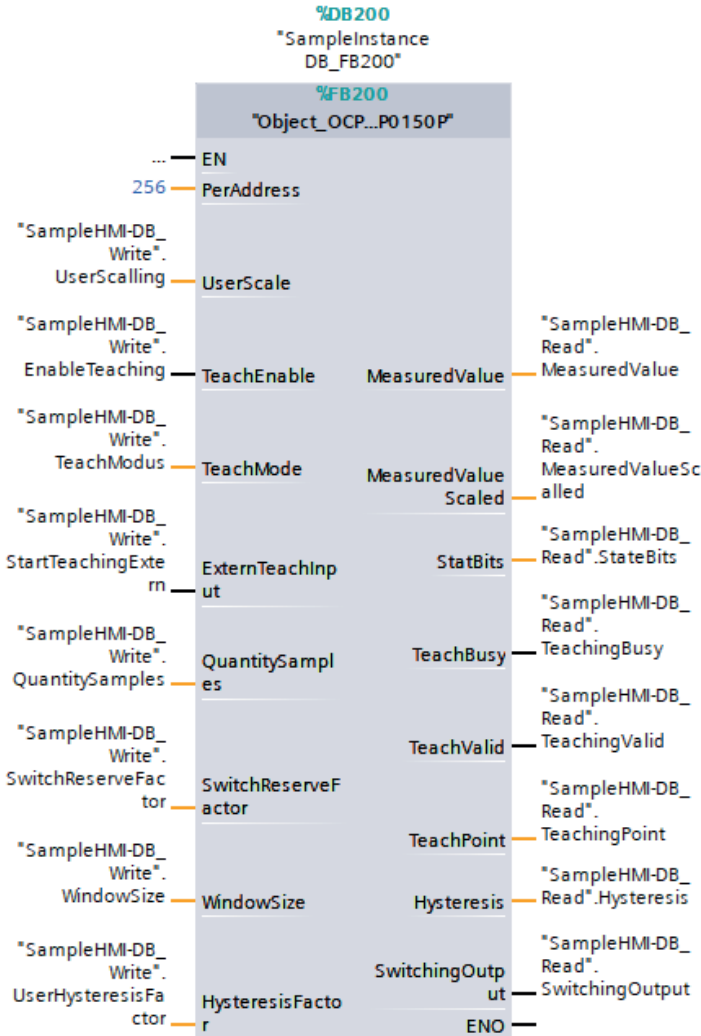 %DB200
"SampleInstance
DB_FB200"
%FB200
"Object_OCP...P0150P"
... EN
256 PerAddress
"SampleHMI-DB_
Write".
UserScalling
UserScale
"SampleHMI-DB_
Write".
EnableTeaching
TeachEnable
MeasuredValue
"SampleHMI-DB_
Read".
MeasuredValue
"SampleHMI-DB_
Write".
TeachModus
TeachMode
MeasuredValue
Scaled
"SampleHMI-DB_
Read".
MeasuredValueSc
alled
"SampleHMI-DB_
Write".
StartTeachingExte
rn
ExternTeachInp
ut
StatBits
"SampleHMI-DB_
Read".StateBits
"SampleHMI-DB_
Write".
QuantitySamples
QuantitySampl
es
TeachBusy
"SampleHMI-DB_
Read".
TeachingBusy
"SampleHMI-DB_
Write".
SwitchReserveFac
tor
SwitchReserveF
actor
TeachValid
"SampleHMI-DB_
Read".
TeachingValid
TeachPoint
"SampleHMI-DB_
Read".
TeachingPoint
"SampleHMI-DB_
Write".
WindowSize
WindowSize
Hysteresis
"SampleHMI-DB_
Read".Hysteresis
"SampleHMI-DB_
Write".
UserHysteresisFa
ctor
HysteresisFacto
r
SwitchingOutp
ut
"SampleHMI-DB_
Read".
SwitchingOutput
ENO